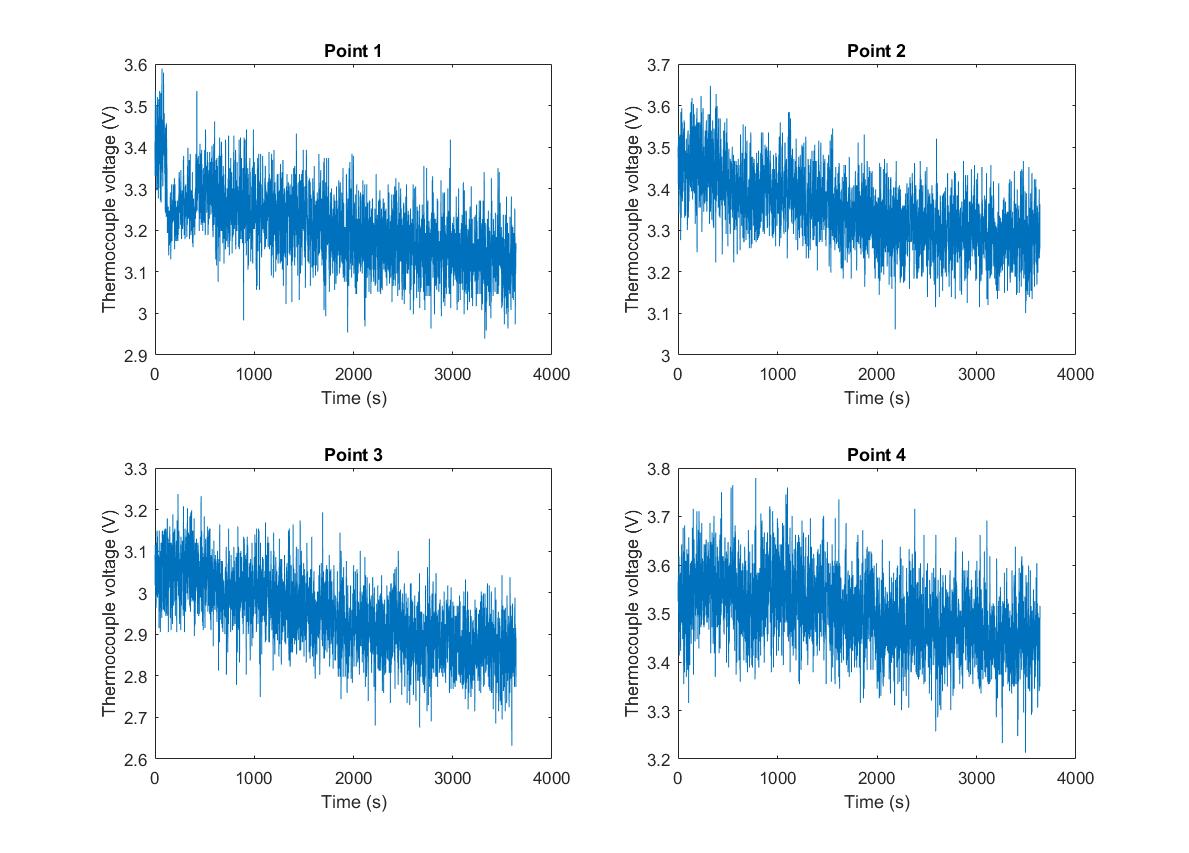 Point 1
Thermocouple voltage (V)
3.6
3.5
3.4
3.3
3.2
3.1
3
2.9
0 1000 2000 3000 4000
Time (s)
Point 2
Thermocouple voltage (V)
3.7
3.6
3.5
3.4
3.3
3.2
3.1
3
0 1000 2000 3000 4000
Time (s)
Point 3
Thermocouple voltage (V)
3.3
3.2
3.1
3
2.9
2.8
2.7
2.6
0 1000 2000 3000 4000
Time (s)
Point 4
Thermocouple voltage (V)
3.8
3.7
3.6
3.5
3.4
3.3
3.2
0 1000 2000 3000 4000
Time (s)